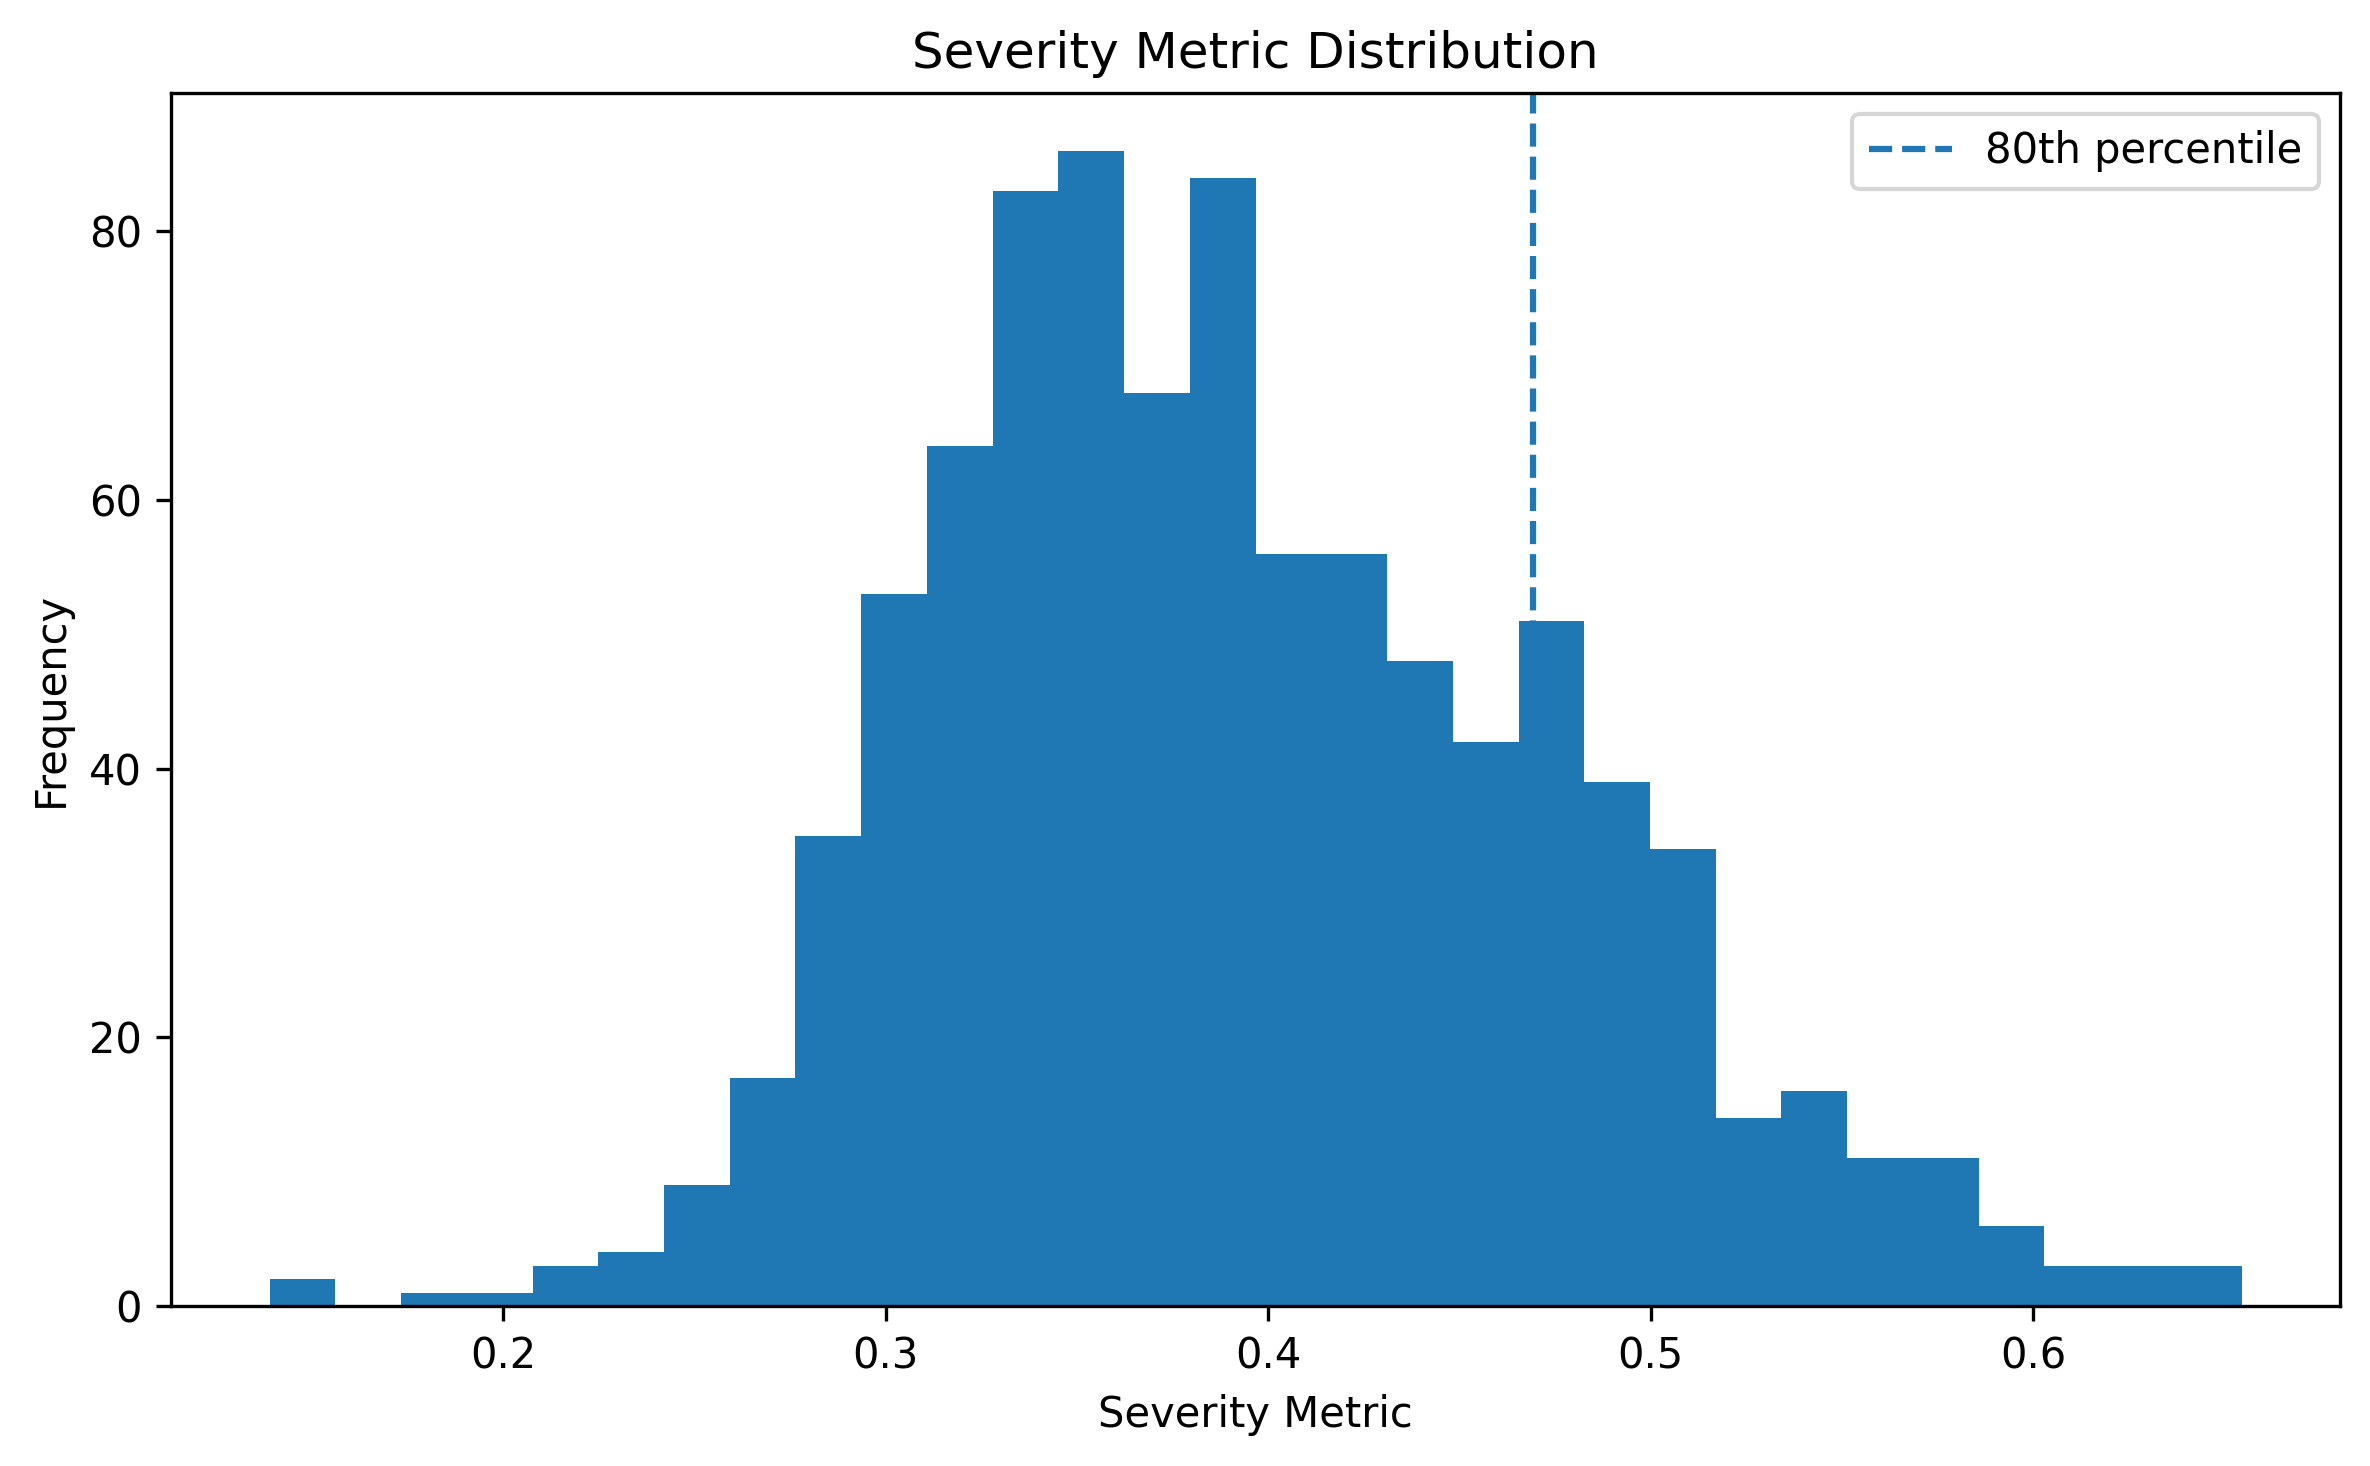 Severity Metric Distribution
80th percentile
Frequency
80
60
40
20
0
0.2 0.3 0.4 0.5 0.6
Severity Metric